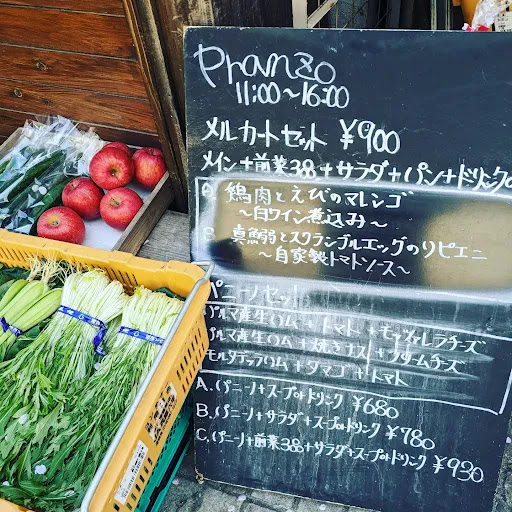 Pranzo
11:00～16:00
メルカートセット ¥900
メイン+前菜3品+サラダ+パン+ドリンク
A. 鶏肉とえびのマレンゴ
～白ワイン煮込み～
B. 真鰯とスクランブルエッグのリピエニ
～自家製トマトソース～
パニーノセット
パルマ産生ハム+トマト+モッツァレラチーズ
パルマ産生ハム+焼きナス+クリームチーズ
モルタデッラハム+タマゴ+トマト
A. パニーノ+スープorドリンク ¥680
B. パニーノ+サラダ+スープorドリンク ¥780
C. パニーノ+前菜3品+サラダ+スープorドリンク ¥930